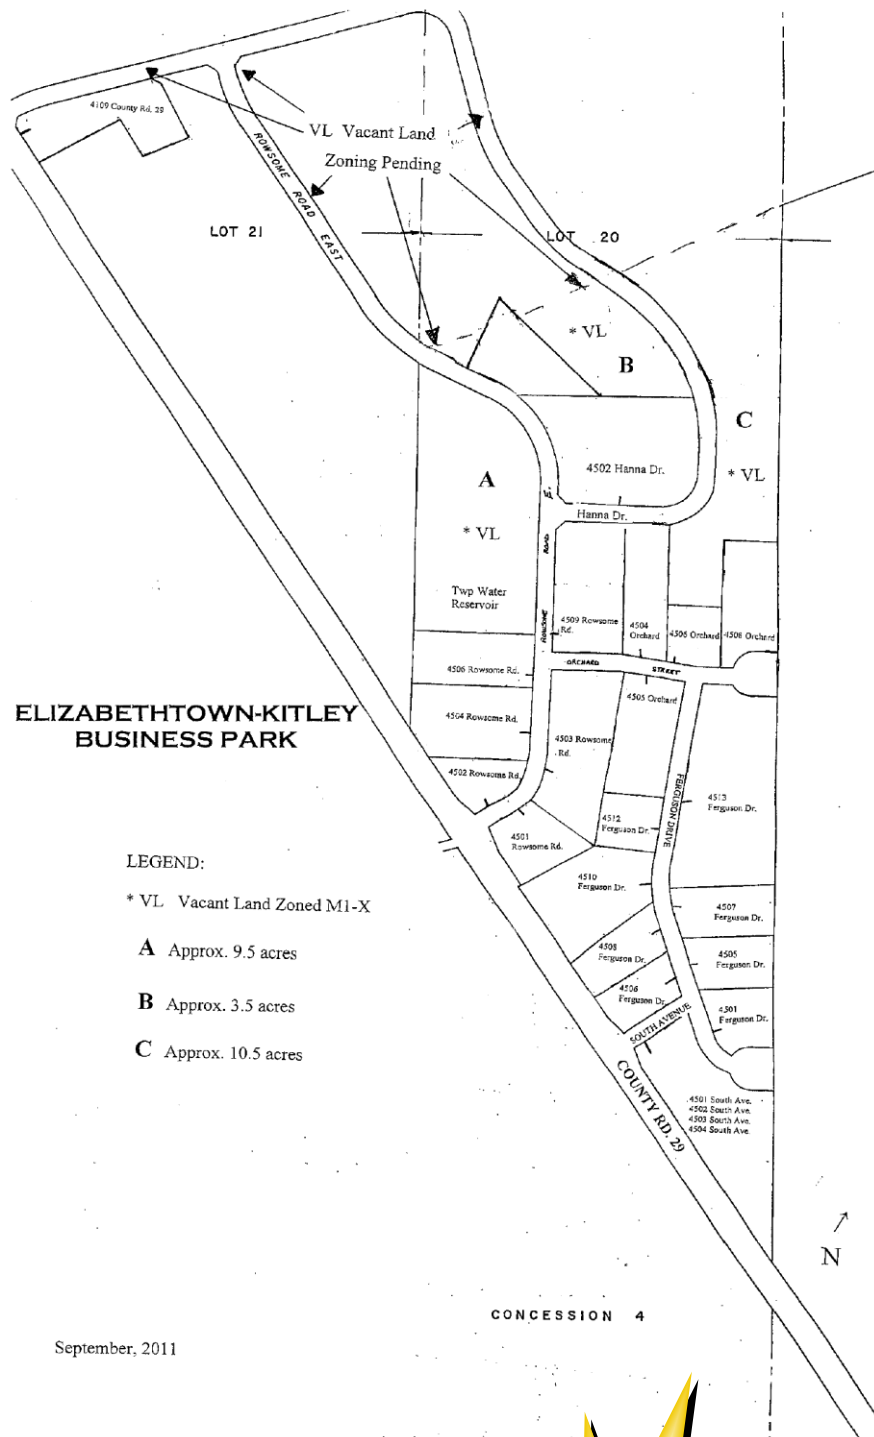 4109 County Rd. 29
VL Vacant Land
Zoning Pending
ROWSOME ROAD EAST
LOT 21
LOT 20
* VL
B
C
* VL
4502 Hanna Dr.
A
* VL
Hanna Dr.
Twp Water
Reservoir
ROWSOME ROAD E.
4509 Rowsome
Rd.
4504
Orchard
4506 Orchard
4508 Orchard
ORCHARD STREET
4506 Rowsome Rd.
4505 Orchard
4504 Rowsome Rd.
4503 Rowsome
Rd.
ELIZABETHTOWN-KITLEY
BUSINESS PARK
4502 Rowsome Rd.
FERGUSON DRIVE
4513
Ferguson Dr.
4512
Ferguson Dr.
4501
Rowsome Rd.
4510
Ferguson Dr.
LEGEND:
* VL Vacant Land Zoned M1-X
A Approx. 9.5 acres
B Approx. 3.5 acres
C Approx. 10.5 acres
4507
Ferguson Dr.
4508
Ferguson Dr.
4505
Ferguson Dr.
4506
Ferguson Dr.
4501
Ferguson Dr.
SOUTH AVENUE
COUNTY RD. 29
4501 South Ave.
4502 South Ave.
4503 South Ave.
4504 South Ave.
N
CONCESSION 4
September, 2011